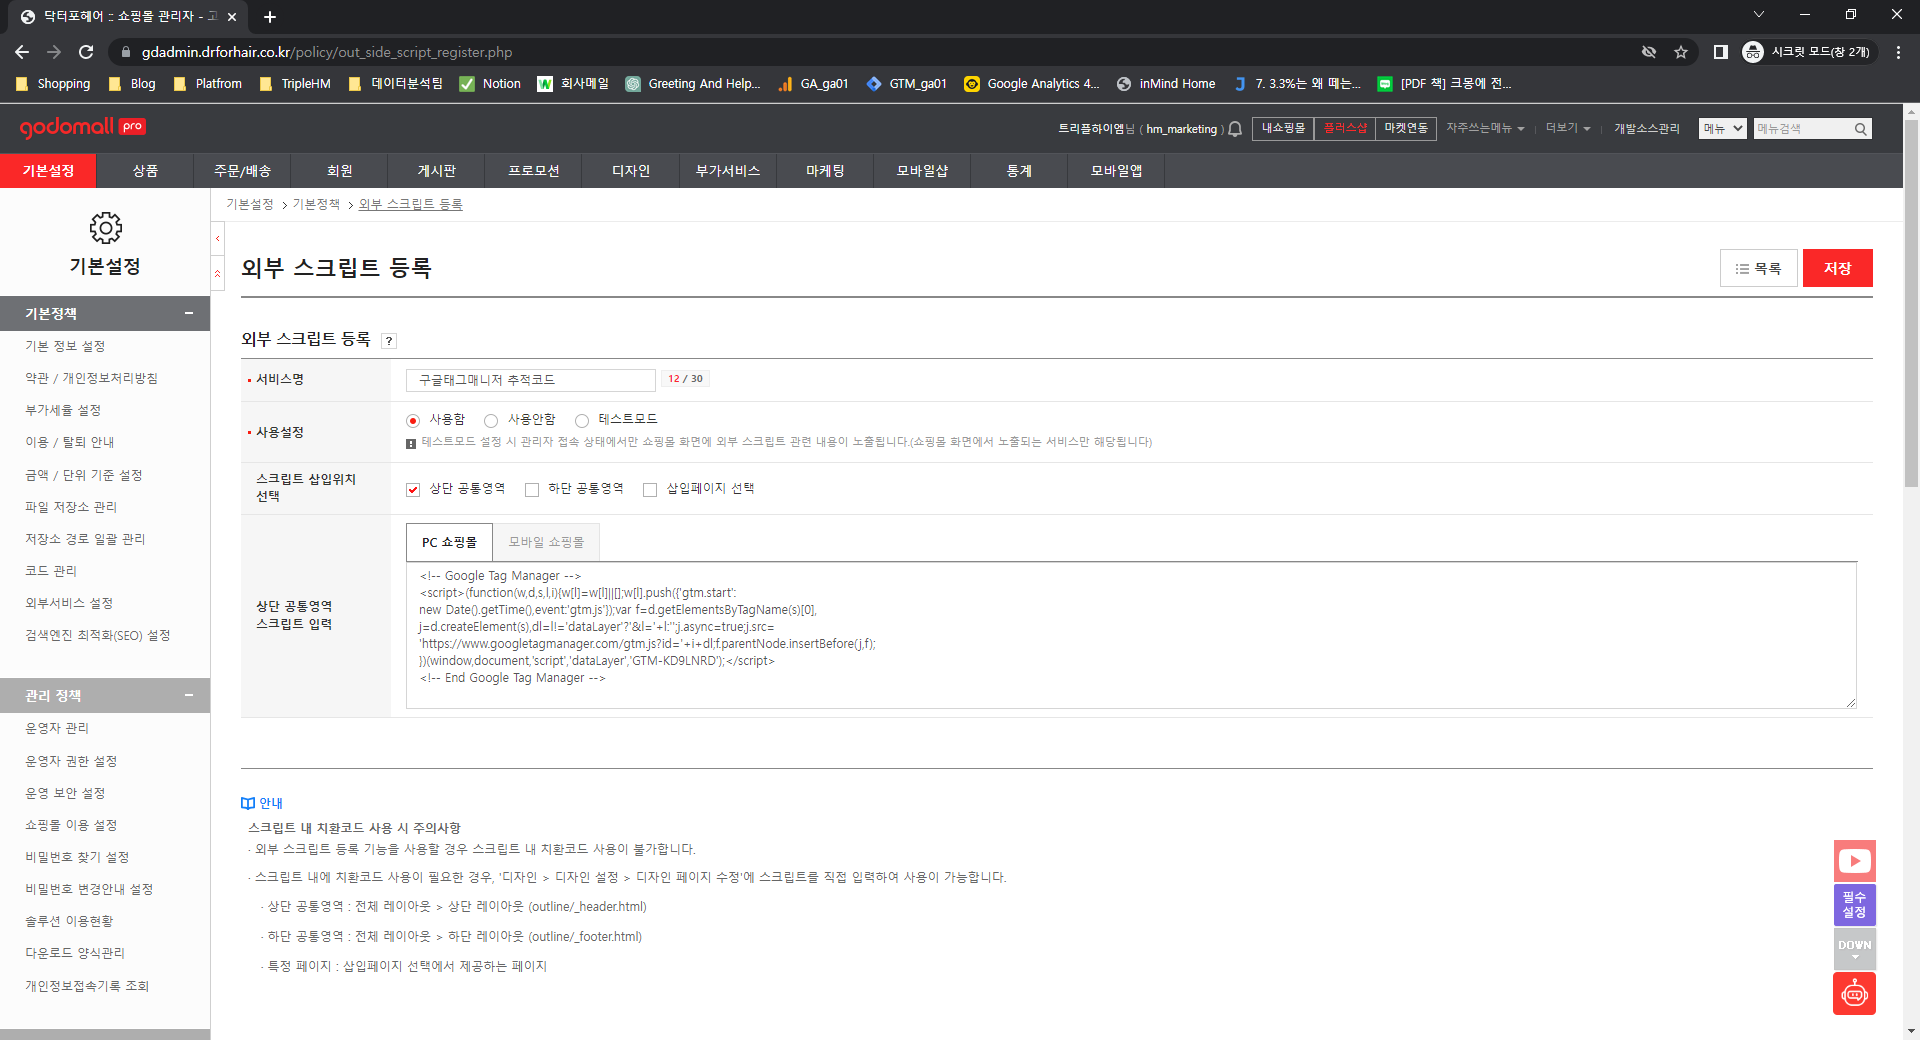 닥터포헤어 :: 쇼핑몰 관리자 - 고
gdadmin.drforhair.co.kr/policy/out_side_script_register.php
시크릿 모드(창 2개)
Shopping
Blog
Platfrom
TripleHM
데이터분석팀
Notion
회사메일
Greeting And Help...
GA_ga01
GTM_ga01
Google Analytics 4...
inMind Home
7. 3.3%는 왜 떼는...
[PDF 책] 크몽에 전...
godomall pro
트리플하이엠님 ( hm_marketing )
내쇼핑몰
플러스샵
마켓연동
자주쓰는메뉴
더보기
개발소스관리
메뉴
메뉴검색
기본설정
상품
주문/배송
회원
게시판
프로모션
디자인
부가서비스
마케팅
모바일샵
통계
모바일앱
기본설정
기본정책
기본 정보 설정
약관 / 개인정보처리방침
부가세율 설정
이용 / 탈퇴 안내
금액 / 단위 기준 설정
파일 저장소 관리
저장소 경로 일괄 관리
코드 관리
외부서비스 설정
검색엔진 최적화(SEO) 설정
관리 정책
운영자 관리
운영자 권한 설정
운영 보안 설정
쇼핑몰 이용 설정
비밀번호 찾기 설정
비밀번호 변경안내 설정
솔루션 이용현황
다운로드 양식관리
개인정보접속기록 조회
기본설정 > 기본정책 > 외부 스크립트 등록
외부 스크립트 등록
목록
저장
외부 스크립트 등록 ?
서비스명
구글태그매니저 추적코드
12 / 30
사용설정
사용함
사용안함
테스트모드
테스트모드 설정 시 관리자 접속 상태에서만 쇼핑몰 화면에 외부 스크립트 관련 내용이 노출됩니다.(쇼핑몰 화면에서 노출되는 서비스만 해당됩니다)
스크립트 삽입위치
선택
상단 공통영역
하단 공통영역
삽입페이지 선택
상단 공통영역
스크립트 입력
PC 쇼핑몰
모바일 쇼핑몰
<!-- Google Tag Manager -->
<script>(function(w,d,s,l,i){w[l]=w[l]||[];w[l].push({'gtm.start':
new Date().getTime(),event:'gtm.js'});var f=d.getElementsByTagName(s)[0],
j=d.createElement(s),dl=l!='dataLayer'?'&l='+l:'';j.async=true;j.src=
'https://www.googletagmanager.com/gtm.js?id='+i+dl;f.parentNode.insertBefore(j,f);
})(window,document,'script','dataLayer','GTM-KD9LNRD');</script>
<!-- End Google Tag Manager -->
안내
스크립트 내 치환코드 사용 시 주의사항
· 외부 스크립트 등록 기능을 사용할 경우 스크립트 내 치환코드 사용이 불가합니다.
· 스크립트 내에 치환코드 사용이 필요한 경우, '디자인 > 디자인 설정 > 디자인 페이지 수정'에 스크립트를 직접 입력하여 사용이 가능합니다.
· 상단 공통영역 : 전체 레이아웃 > 상단 레이아웃 (outline/_header.html)
· 하단 공통영역 : 전체 레이아웃 > 하단 레이아웃 (outline/_footer.html)
· 특정 페이지 : 삽입페이지 선택에서 제공하는 페이지
필수
설정
DOWN